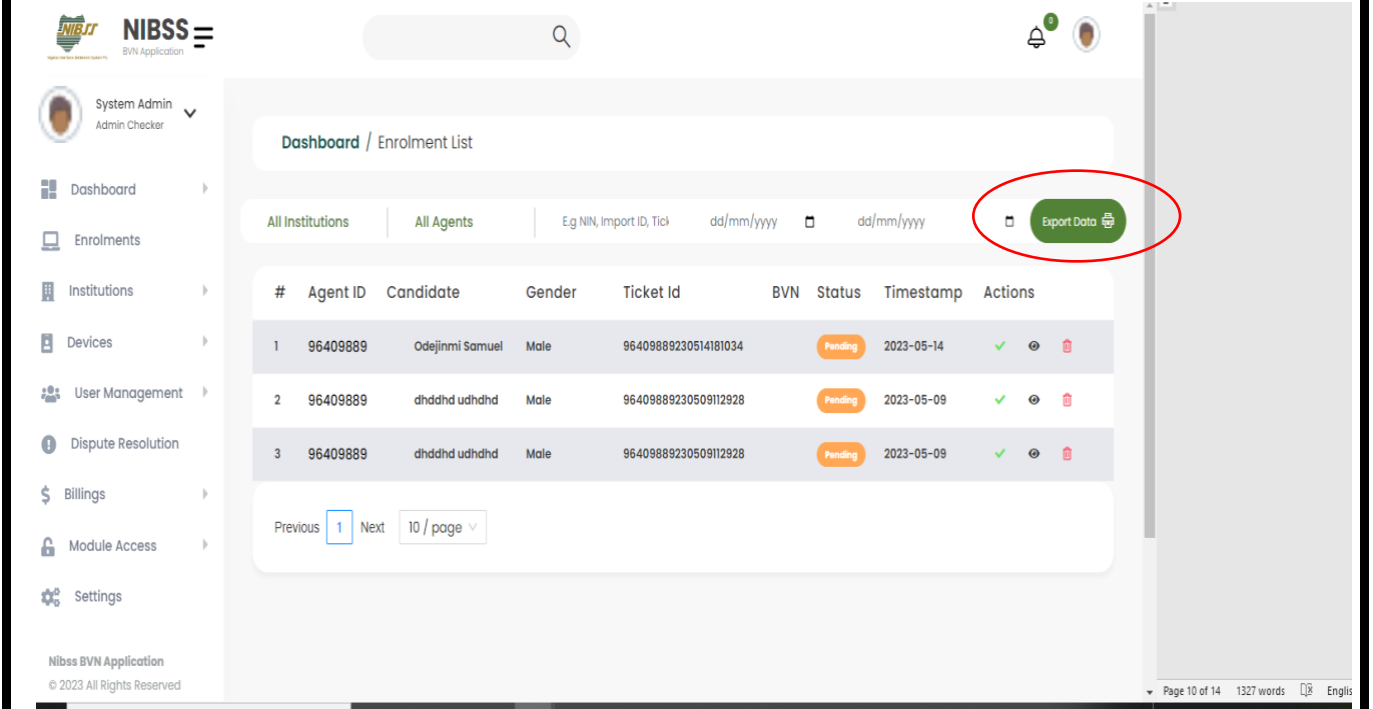 NIBSS
NIBSS
BVN Application
0
System Admin
Admin Checker
Dashboard / Enrolment List
Dashboard
Enrolments
Institutions
Devices
User Management
Dispute Resolution
Billings
Module Access
Settings
Nibss BVN Application
© 2023 All Rights Reserved
All Institutions All Agents E.g NIN, Import ID, Tick dd/mm/yyyy dd/mm/yyyy Export Data
# Agent ID Candidate Gender Ticket Id BVN Status Timestamp Actions
1 96409889 Odejinmi Samuel Male 96409889230514181034 Pending 2023-05-14
2 96409889 dhddhd udhdhd Male 96409889230509112928 Pending 2023-05-09
3 96409889 dhddhd udhdhd Male 96409889230509112928 Pending 2023-05-09
Previous 1 Next 10 / page
Page 10 of 14 1327 words Englis